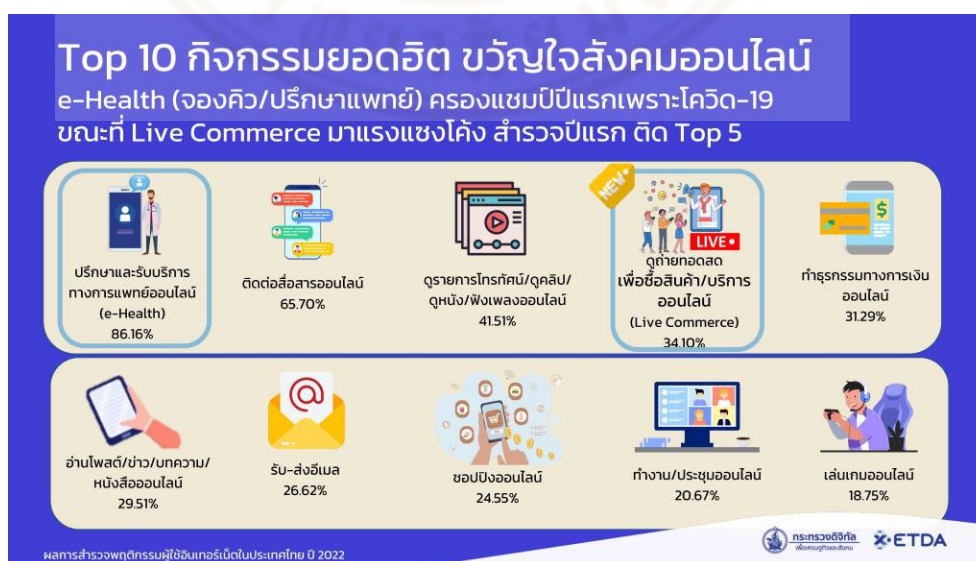 Top 10 กิจกรรมยอดฮิต ขวัญใจสังคมออนไลน์
e-Health (จองคิว/ปรึกษาแพทย์) ครองแชมป์ปีแรกเพราะโควิด-19
ขณะที่ Live Commerce มาแรงแซงโค้ง สำรวจปีแรก ติด Top 5
ปรึกษาและรับบริการ
ทางการแพทย์ออนไลน์
(e-Health)
86.16%
ติดต่อสื่อสารออนไลน์
65.70%
ดูรายการโทรทัศน์/ดูคลิป/
ดูหนัง/ฟังเพลงออนไลน์
41.51%
NEW
LIVE
ดูถ่ายทอดสด
เพื่อซื้อสินค้า/บริการ
ออนไลน์
(Live Commerce)
34.10%
$
ทำธุรกรรมทางการเงิน
ออนไลน์
31.29%
อ่านโพสต์/ข่าว/บทความ/
หนังสือออนไลน์
29.51%
@
รับ-ส่งอีเมล
26.62%
ชอปปิงออนไลน์
24.55%
ทำงาน/ประชุมออนไลน์
20.67%
เล่นเกมออนไลน์
18.75%
ผลการสำรวจพฤติกรรมผู้ใช้อินเทอร์เน็ตในประเทศไทย ปี 2022
กระทรวงดิจิทัล
เพื่อเศรษฐกิจและสังคม
ETDA